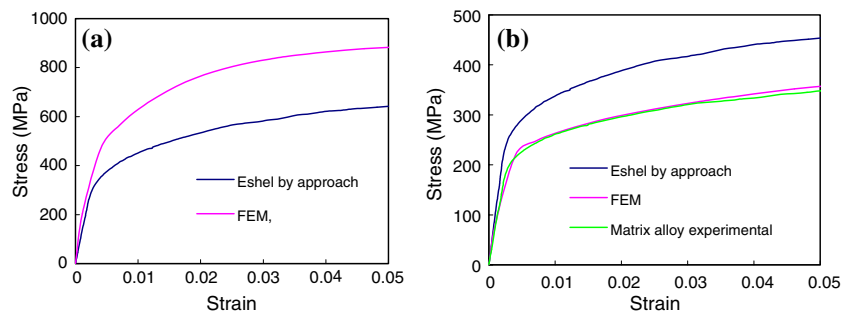 (a)
Stress (MPa)
1000
800
600
400
200
0
Eshel by approach
FEM,
0 0.01 0.02 0.03 0.04 0.05
Strain
(b)
Stress (MPa)
500
400
300
200
100
0
Eshel by approach
FEM
Matrix alloy experimental
0 0.01 0.02 0.03 0.04 0.05
Strain